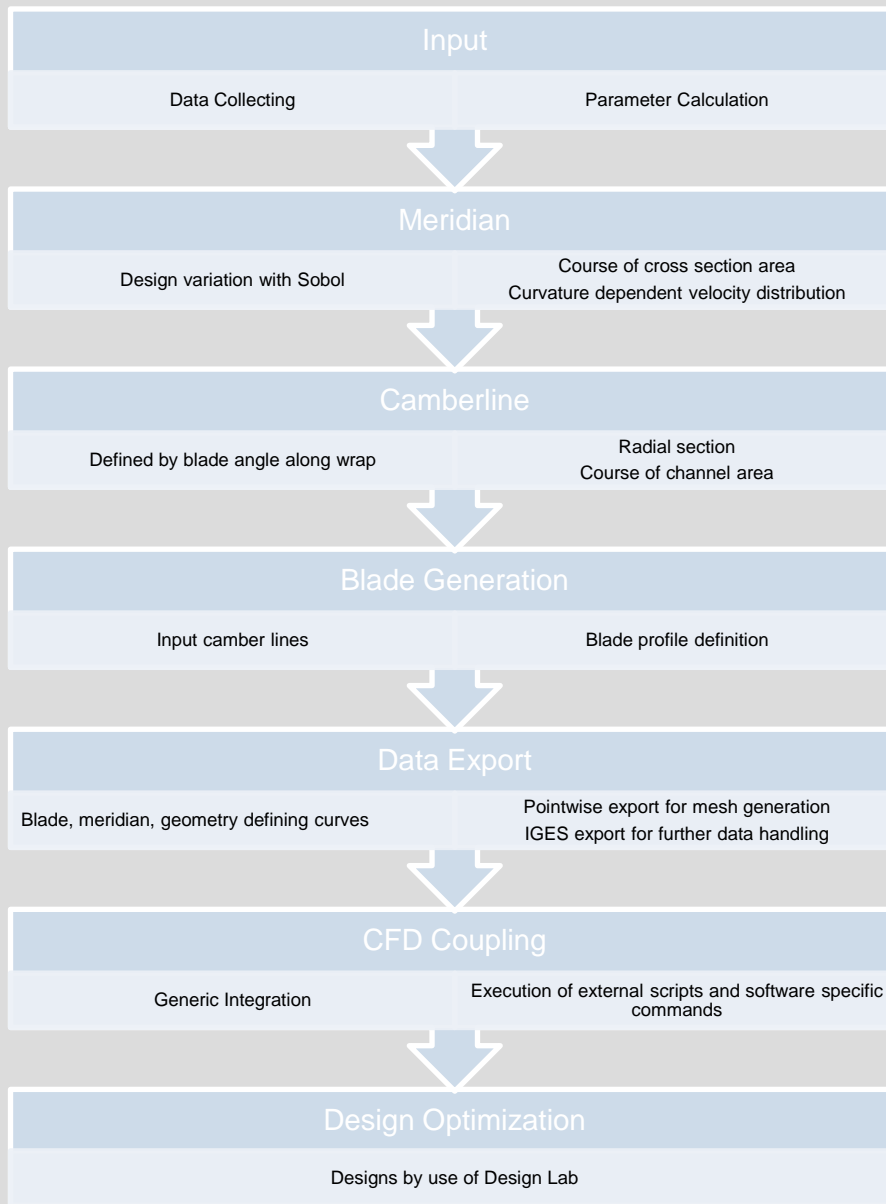 Input
Data Collecting
Parameter Calculation
Meridian
Design variation with Sobol
Course of cross section area
Curvature dependent velocity distribution
Camberline
Defined by blade angle along wrap
Radial section
Course of channel area
Blade Generation
Input camber lines
Blade profile definition
Data Export
Blade, meridian, geometry defining curves
Pointwise export for mesh generation
IGES export for further data handling
CFD Coupling
Generic Integration
Execution of external scripts and software specific
commands
Design Optimization
Designs by use of Design Lab